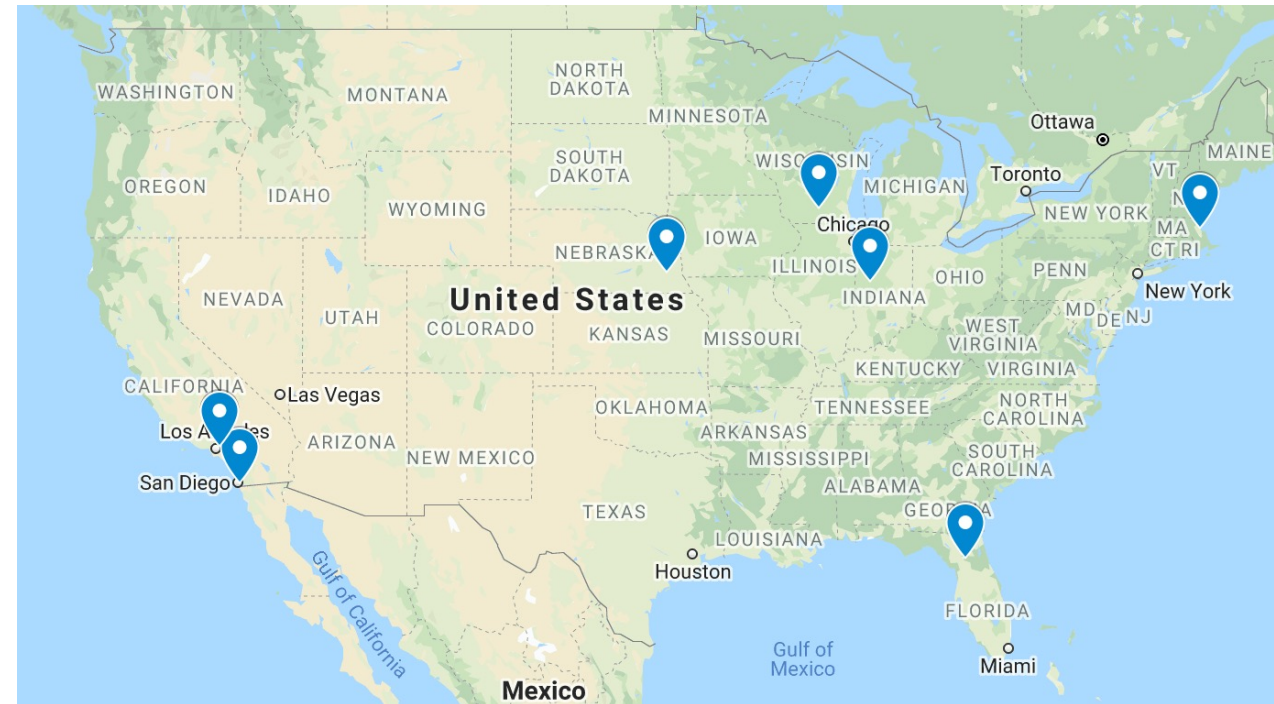 WASHINGTON
MONTANA
NORTH
DAKOTA
MINNESOTA
Ottawa
MAINE
OREGON
IDAHO
WYOMING
SOUTH
DAKOTA
WISCONSIN
MICHIGAN
Toronto
VT
N
NEW YORK
MA
CT RI
NEBRASKA
IOWA
Chicago
ILLINOIS
INDIANA
OHIO
PENN
New York
NEVADA
UTAH
COLORADO
United States
KANSAS
MISSOURI
WEST
VIRGINIA
MD
DE
NJ
KENTUCKY
VIRGINIA
CALIFORNIA
Las Vegas
Los Angeles
San Diego
ARIZONA
NEW MEXICO
OKLAHOMA
ARKANSAS
TENNESSEE
NORTH
CAROLINA
MISSISSIPPI
SOUTH
CAROLINA
ALABAMA
GEORGIA
TEXAS
LOUISIANA
Houston
FLORIDA
Miami
Gulf of California
Gulf of
Mexico
Mexico